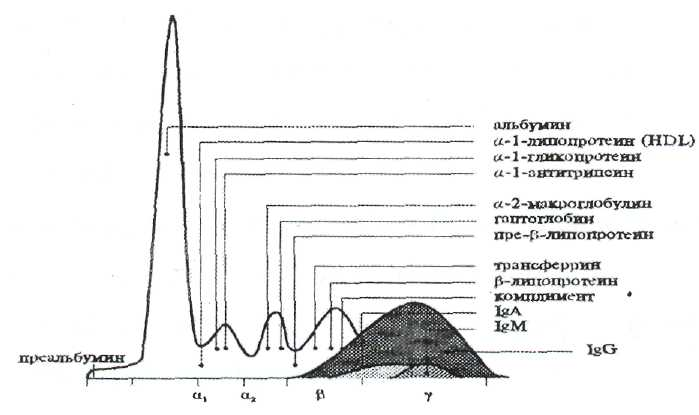 альбумин
α-1-липопротеин (HDL)
α-1-гликопротеин
α-1-антитрипсин
α-2-макроглобулин
гаптоглобин
пре-β-липопротеин
трансферрин
β-липопротеин
комплимент
IgA
IgM
IgG
преальбумин
α₁ α₂ β γ